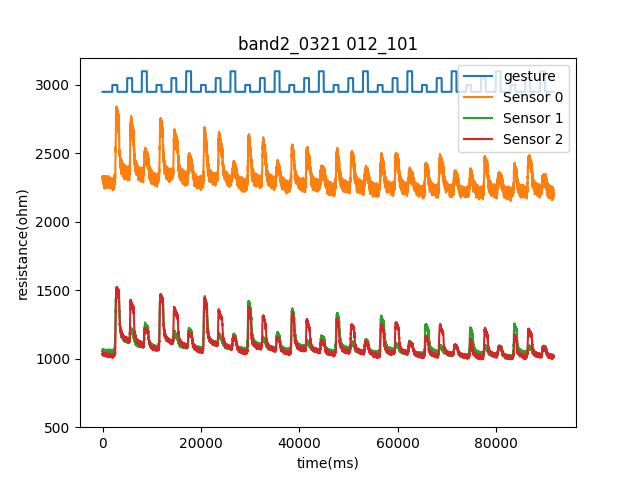 band2_0321 012_101
gesture
Sensor 0
Sensor 1
Sensor 2
resistance(ohm)
3000
2500
2000
1500
1000
500
0 20000 40000 60000 80000
time(ms)